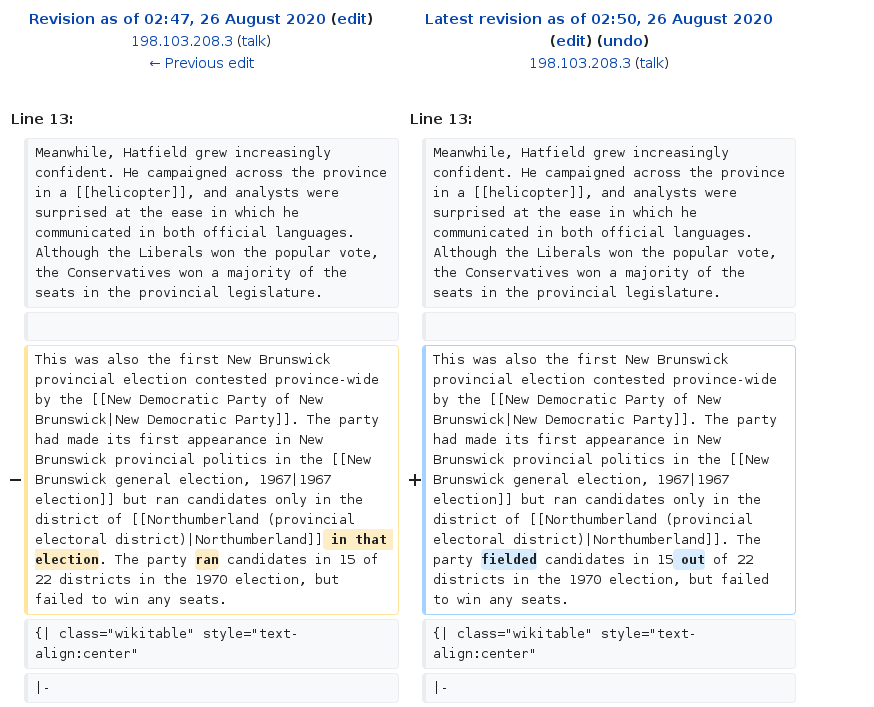 Revision as of 02:47, 26 August 2020 (edit)
198.103.208.3 (talk)
← Previous edit
Latest revision as of 02:50, 26 August 2020
(edit) (undo)
198.103.208.3 (talk)
Line 13:
Line 13:
Meanwhile, Hatfield grew increasingly
confident. He campaigned across the province
in a [[helicopter]], and analysts were
surprised at the ease in which he
communicated in both official languages.
Although the Liberals won the popular vote,
the Conservatives won a majority of the
seats in the provincial legislature.
Meanwhile, Hatfield grew increasingly
confident. He campaigned across the province
in a [[helicopter]], and analysts were
surprised at the ease in which he
communicated in both official languages.
Although the Liberals won the popular vote,
the Conservatives won a majority of the
seats in the provincial legislature.
−
This was also the first New Brunswick
provincial election contested province-wide
by the [[New Democratic Party of New
Brunswick|New Democratic Party]]. The party
had made its first appearance in New
Brunswick provincial politics in the [[New
Brunswick general election, 1967|1967
election]] but ran candidates only in the
district of [[Northumberland (provincial
electoral district)|Northumberland]] in that
election. The party ran candidates in 15 of
22 districts in the 1970 election, but
failed to win any seats.
+
This was also the first New Brunswick
provincial election contested province-wide
by the [[New Democratic Party of New
Brunswick|New Democratic Party]]. The party
had made its first appearance in New
Brunswick provincial politics in the [[New
Brunswick general election, 1967|1967
election]] but ran candidates only in the
district of [[Northumberland (provincial
electoral district)|Northumberland]]. The
party fielded candidates in 15 out of 22
districts in the 1970 election, but failed
to win any seats.
{| class="wikitable" style="text-
align:center"
{| class="wikitable" style="text-
align:center"
|-
|-